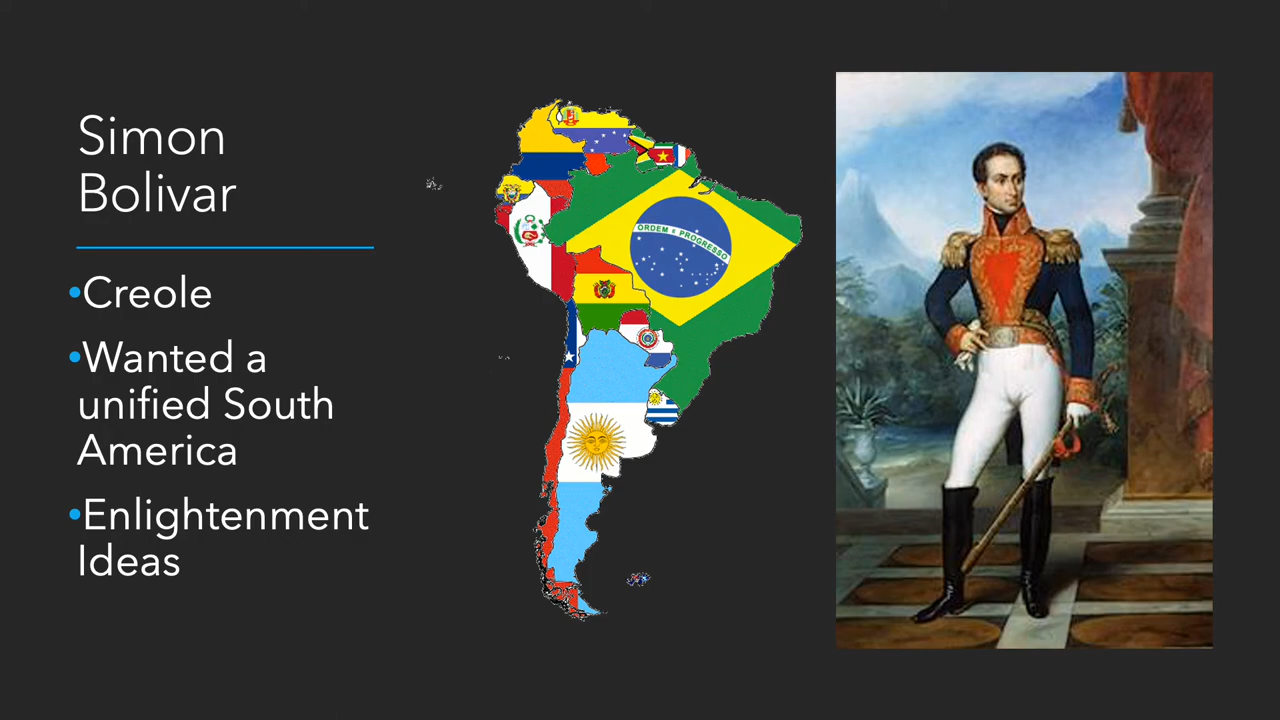 Simon
Bolivar
•Creole
•Wanted a
unified South
America
•Enlightenment
Ideas
ORDEM E PROGRESSO